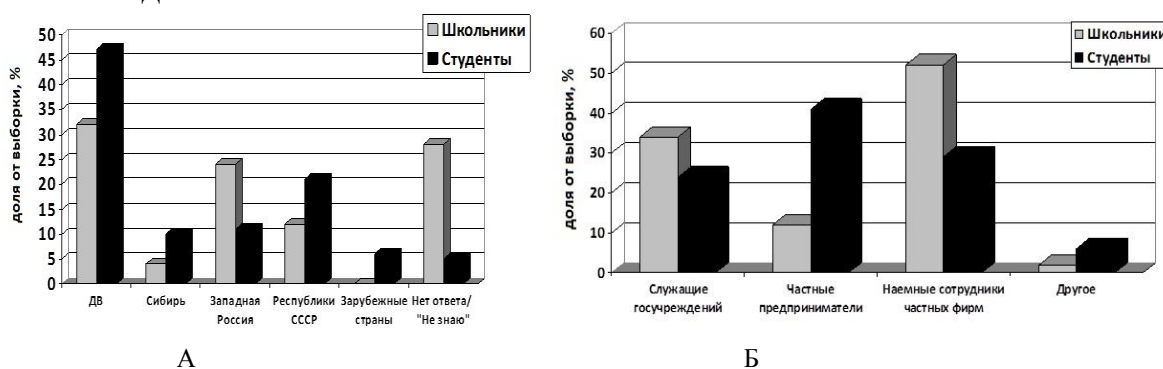 50
45
40
35
30
25
20
15
10
5
0
доля от выборки, %
Школьники
Студенты
ДВ
Сибирь
Западная
Россия
Республики
СССР
Зарубежные
страны
Нет ответа/
"Не знаю"
А
60
50
40
30
20
10
0
доля от выборки, %
Школьники
Студенты
Служащие
госучреждений
Частные
предприниматели
Наемные сотрудники
частных фирм
Другое
Б